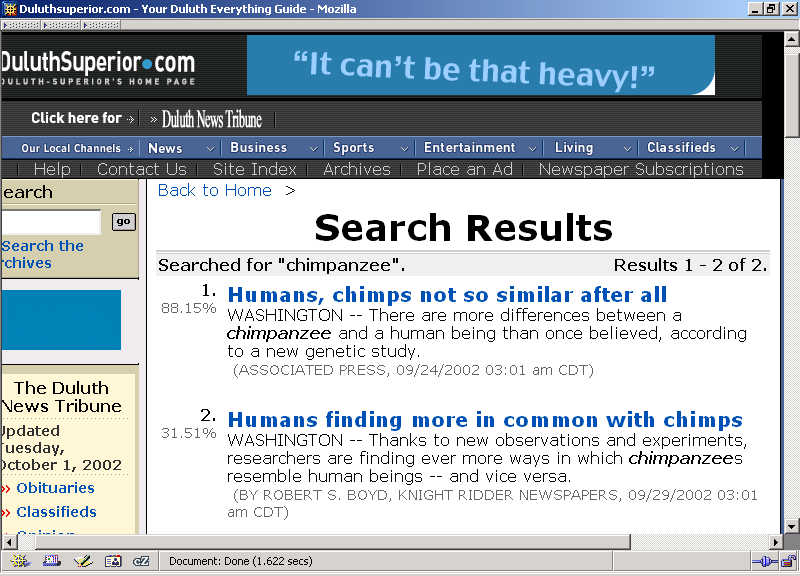 Duluthsuperior.com - Your Duluth Everything Guide - Mozilla
DuluthSuperior.com
DULUTH-SUPERIOR'S HOME PAGE
“It can’t be that heavy!”
Click here for → » Duluth News Tribune
Our Local Channels → News Business Sports Entertainment Living Classifieds
Help Contact Us Site Index Archives Place an Ad Newspaper Subscriptions
earch
go
Search the
rchives
The Duluth
News Tribune
Updated
Tuesday,
October 1, 2002
» Obituaries
» Classifieds
Opinion
Back to Home >
Search Results
Searched for "chimpanzee". Results 1 - 2 of 2.
1. Humans, chimps not so similar after all
88.15% WASHINGTON -- There are more differences between a
chimpanzee and a human being than once believed, according
to a new genetic study.
(ASSOCIATED PRESS, 09/24/2002 03:01 am CDT)
2. Humans finding more in common with chimps
31.51% WASHINGTON -- Thanks to new observations and experiments,
researchers are finding ever more ways in which chimpanzees
resemble human beings -- and vice versa.
(BY ROBERT S. BOYD, KNIGHT RIDDER NEWSPAPERS, 09/29/2002 03:01
am CDT)
cZ Document: Done (1.622 secs)